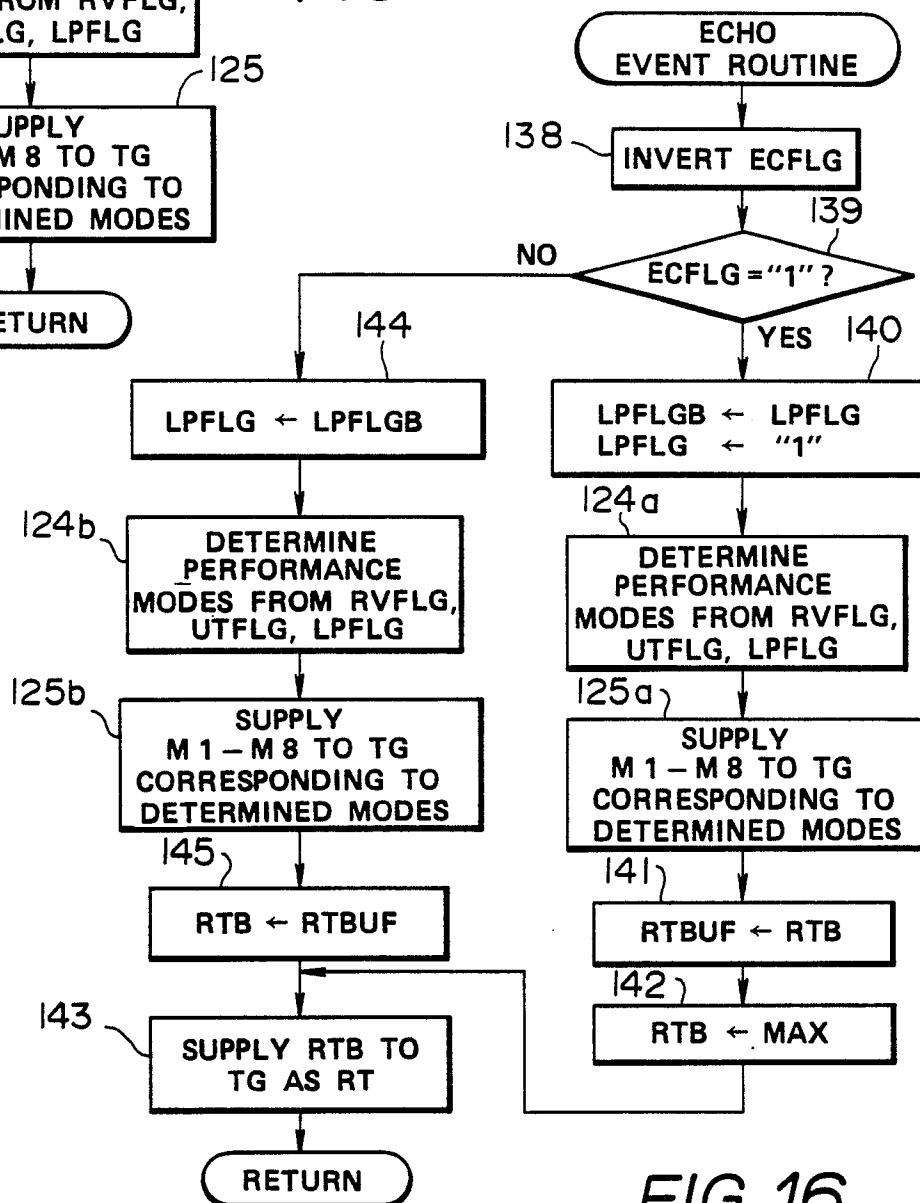 FROM RVFLG,
LG, LPFLG
125
UPPLY
M 8 TO TG
PONDING TO
MINED MODES
ETURN
ECHO
EVENT ROUTINE
138
INVERT ECFLG
139
ECFLG = "1" ?
NO
YES
144
LPFLG ← LPFLGB
140
LPFLGB ← LPFLG
LPFLG ← "1"
124b
DETERMINE
PERFORMANCE
MODES FROM RVFLG,
UTFLG, LPFLG
124a
DETERMINE
PERFORMANCE
MODES FROM RVFLG,
UTFLG, LPFLG
125b
SUPPLY
M 1 – M 8 TO TG
CORRESPONDING TO
DETERMINED MODES
125a
SUPPLY
M 1 – M 8 TO TG
CORRESPONDING TO
DETERMINED MODES
145
RTB ← RTBUF
141
RTBUF ← RTB
142
RTB ← MAX
143
SUPPLY RTB TO
TG AS RT
RETURN
FIG. 16